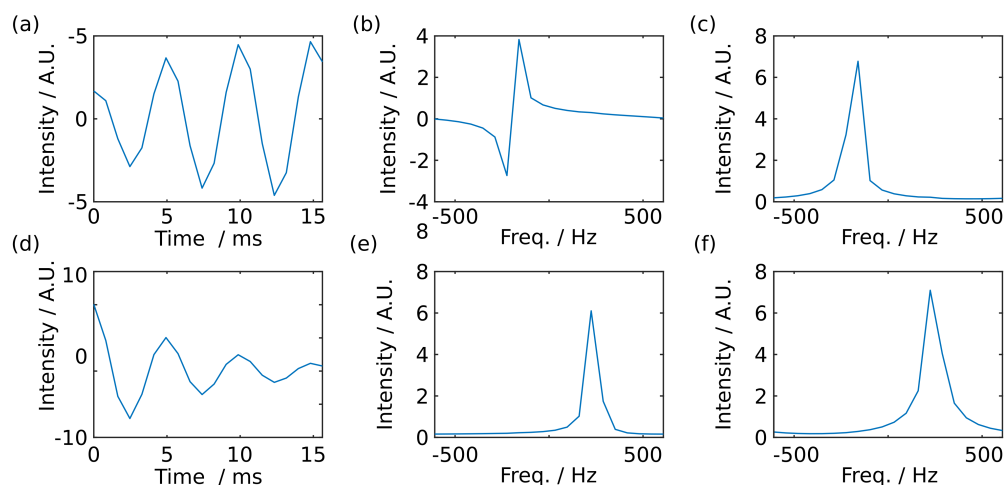 (a)
Intensity / A.U.
-5
0
-5
0 5 10 15
Time / ms
(b)
Intensity / A.U.
4
2
0
-2
-4
-500 500
Freq. / Hz
8
(c)
Intensity / A.U.
8
6
4
2
0
-500 500
Freq. / Hz
(d)
Intensity / A.U.
10
0
-10
0 5 10 15
Time / ms
(e)
Intensity / A.U.
8
6
4
2
0
-500 500
Freq. / Hz
(f)
Intensity / A.U.
8
6
4
2
0
-500 500
Freq. / Hz